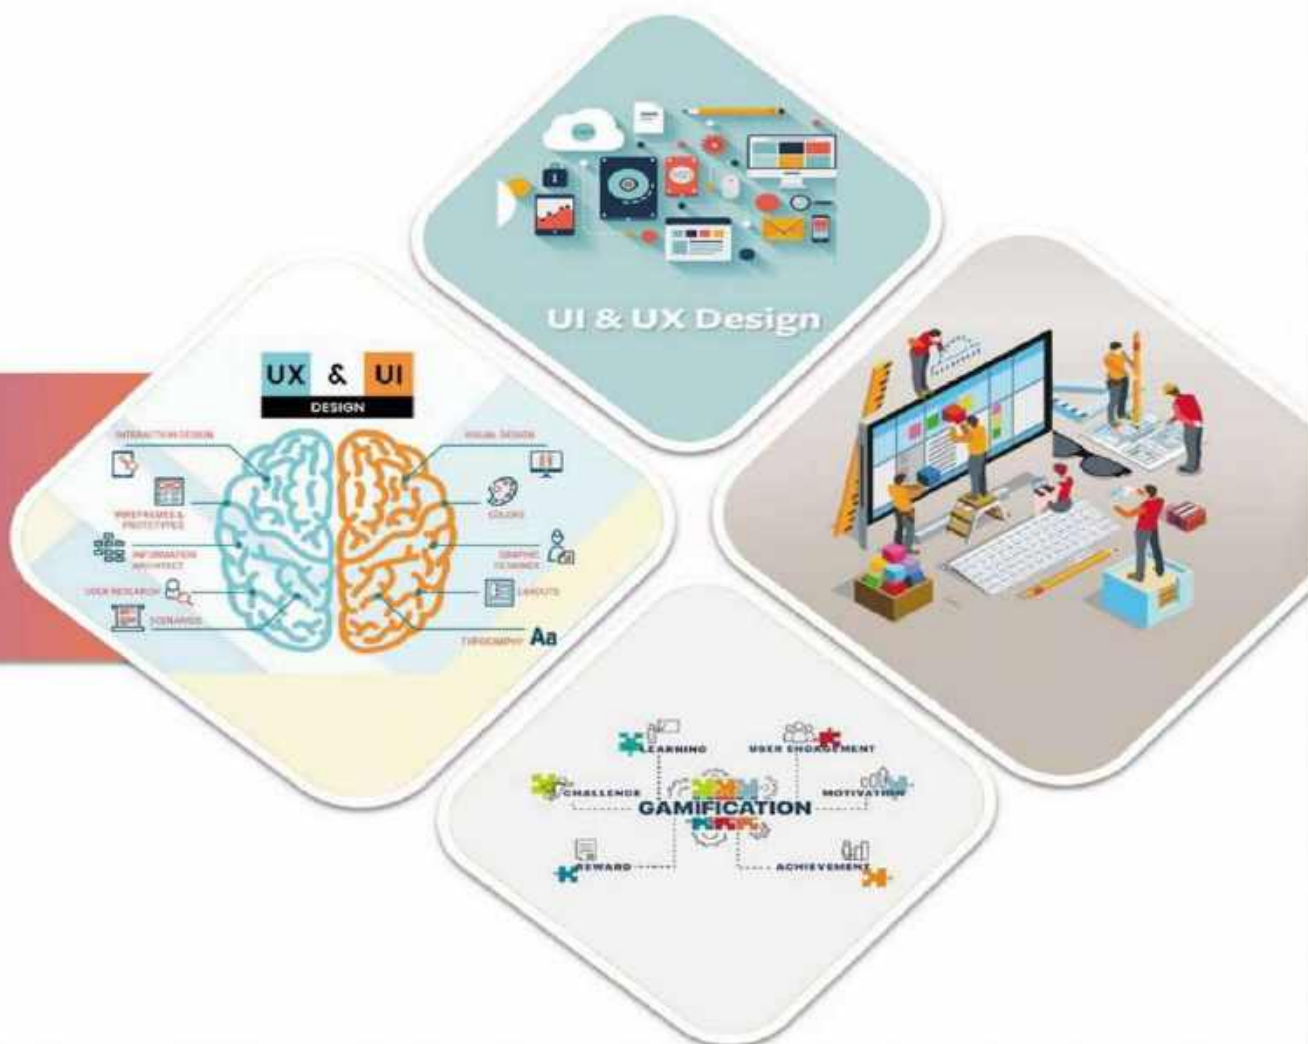 UI & UX Design
UX & UI
DESIGN
INTERACTION DESIGN
VISUAL DESIGN
WIREFRAMES &
PROTOTYPES
COLORS
INFORMATION
ARCHITECT
GRAPHIC
DESIGNER
USER RESEARCH
LAYOUTS
SCENARIOS
TYPOGRAPHY Aa
LEARNING
USER ENGAGEMENT
CHALLENGE
MOTIVATION
GAMIFICATION
REWARD
ACHIEVEMENT